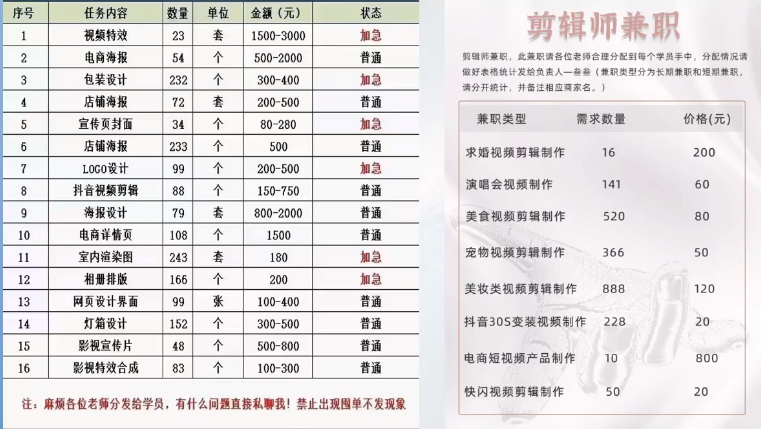 序号 任务内容 数量 单位 金额（元） 状态
1 视频特效 23 套 1500-3000 加急
2 电商海报 54 个 500-2000 普通
3 包装设计 232 个 300-400 加急
4 店铺海报 72 套 200-500 普通
5 宣传页封面 34 个 80-280 加急
6 店铺海报 233 个 500 普通
7 LOGO设计 99 个 200-500 加急
8 抖音视频剪辑 88 个 150-750 普通
9 海报设计 79 套 800-2000 普通
10 电商详情页 108 个 1500 普通
11 室内渲染图 243 套 180 加急
12 相册排版 166 个 200 加急
13 网页设计界面 99 张 100-400 普通
14 灯箱设计 152 个 300-500 普通
15 影视宣传片 48 个 500-800 普通
16 影视特效合成 83 个 100-300 普通
注：麻烦各位老师分发给学员，有什么问题直接私聊我！禁止出现囤单不发现象
剪辑师兼职
剪辑师兼职，此兼职请各位老师合理分配到每个学员手中，分配情况请
做好表格统计发给负责人—叁叁（兼职类型分为长期兼职和短期兼职，
请分开统计，并备注相应商家名。）
兼职类型 需求数量 价格(元)
求婚视频剪辑制作 16 200
演唱会视频制作 141 60
美食视频剪辑制作 520 80
宠物视频剪辑制作 366 50
美妆类视频剪辑制作 888 120
抖音30S变装视频制作 228 20
电商短视频产品制作 10 800
快闪视频剪辑制作 50 20